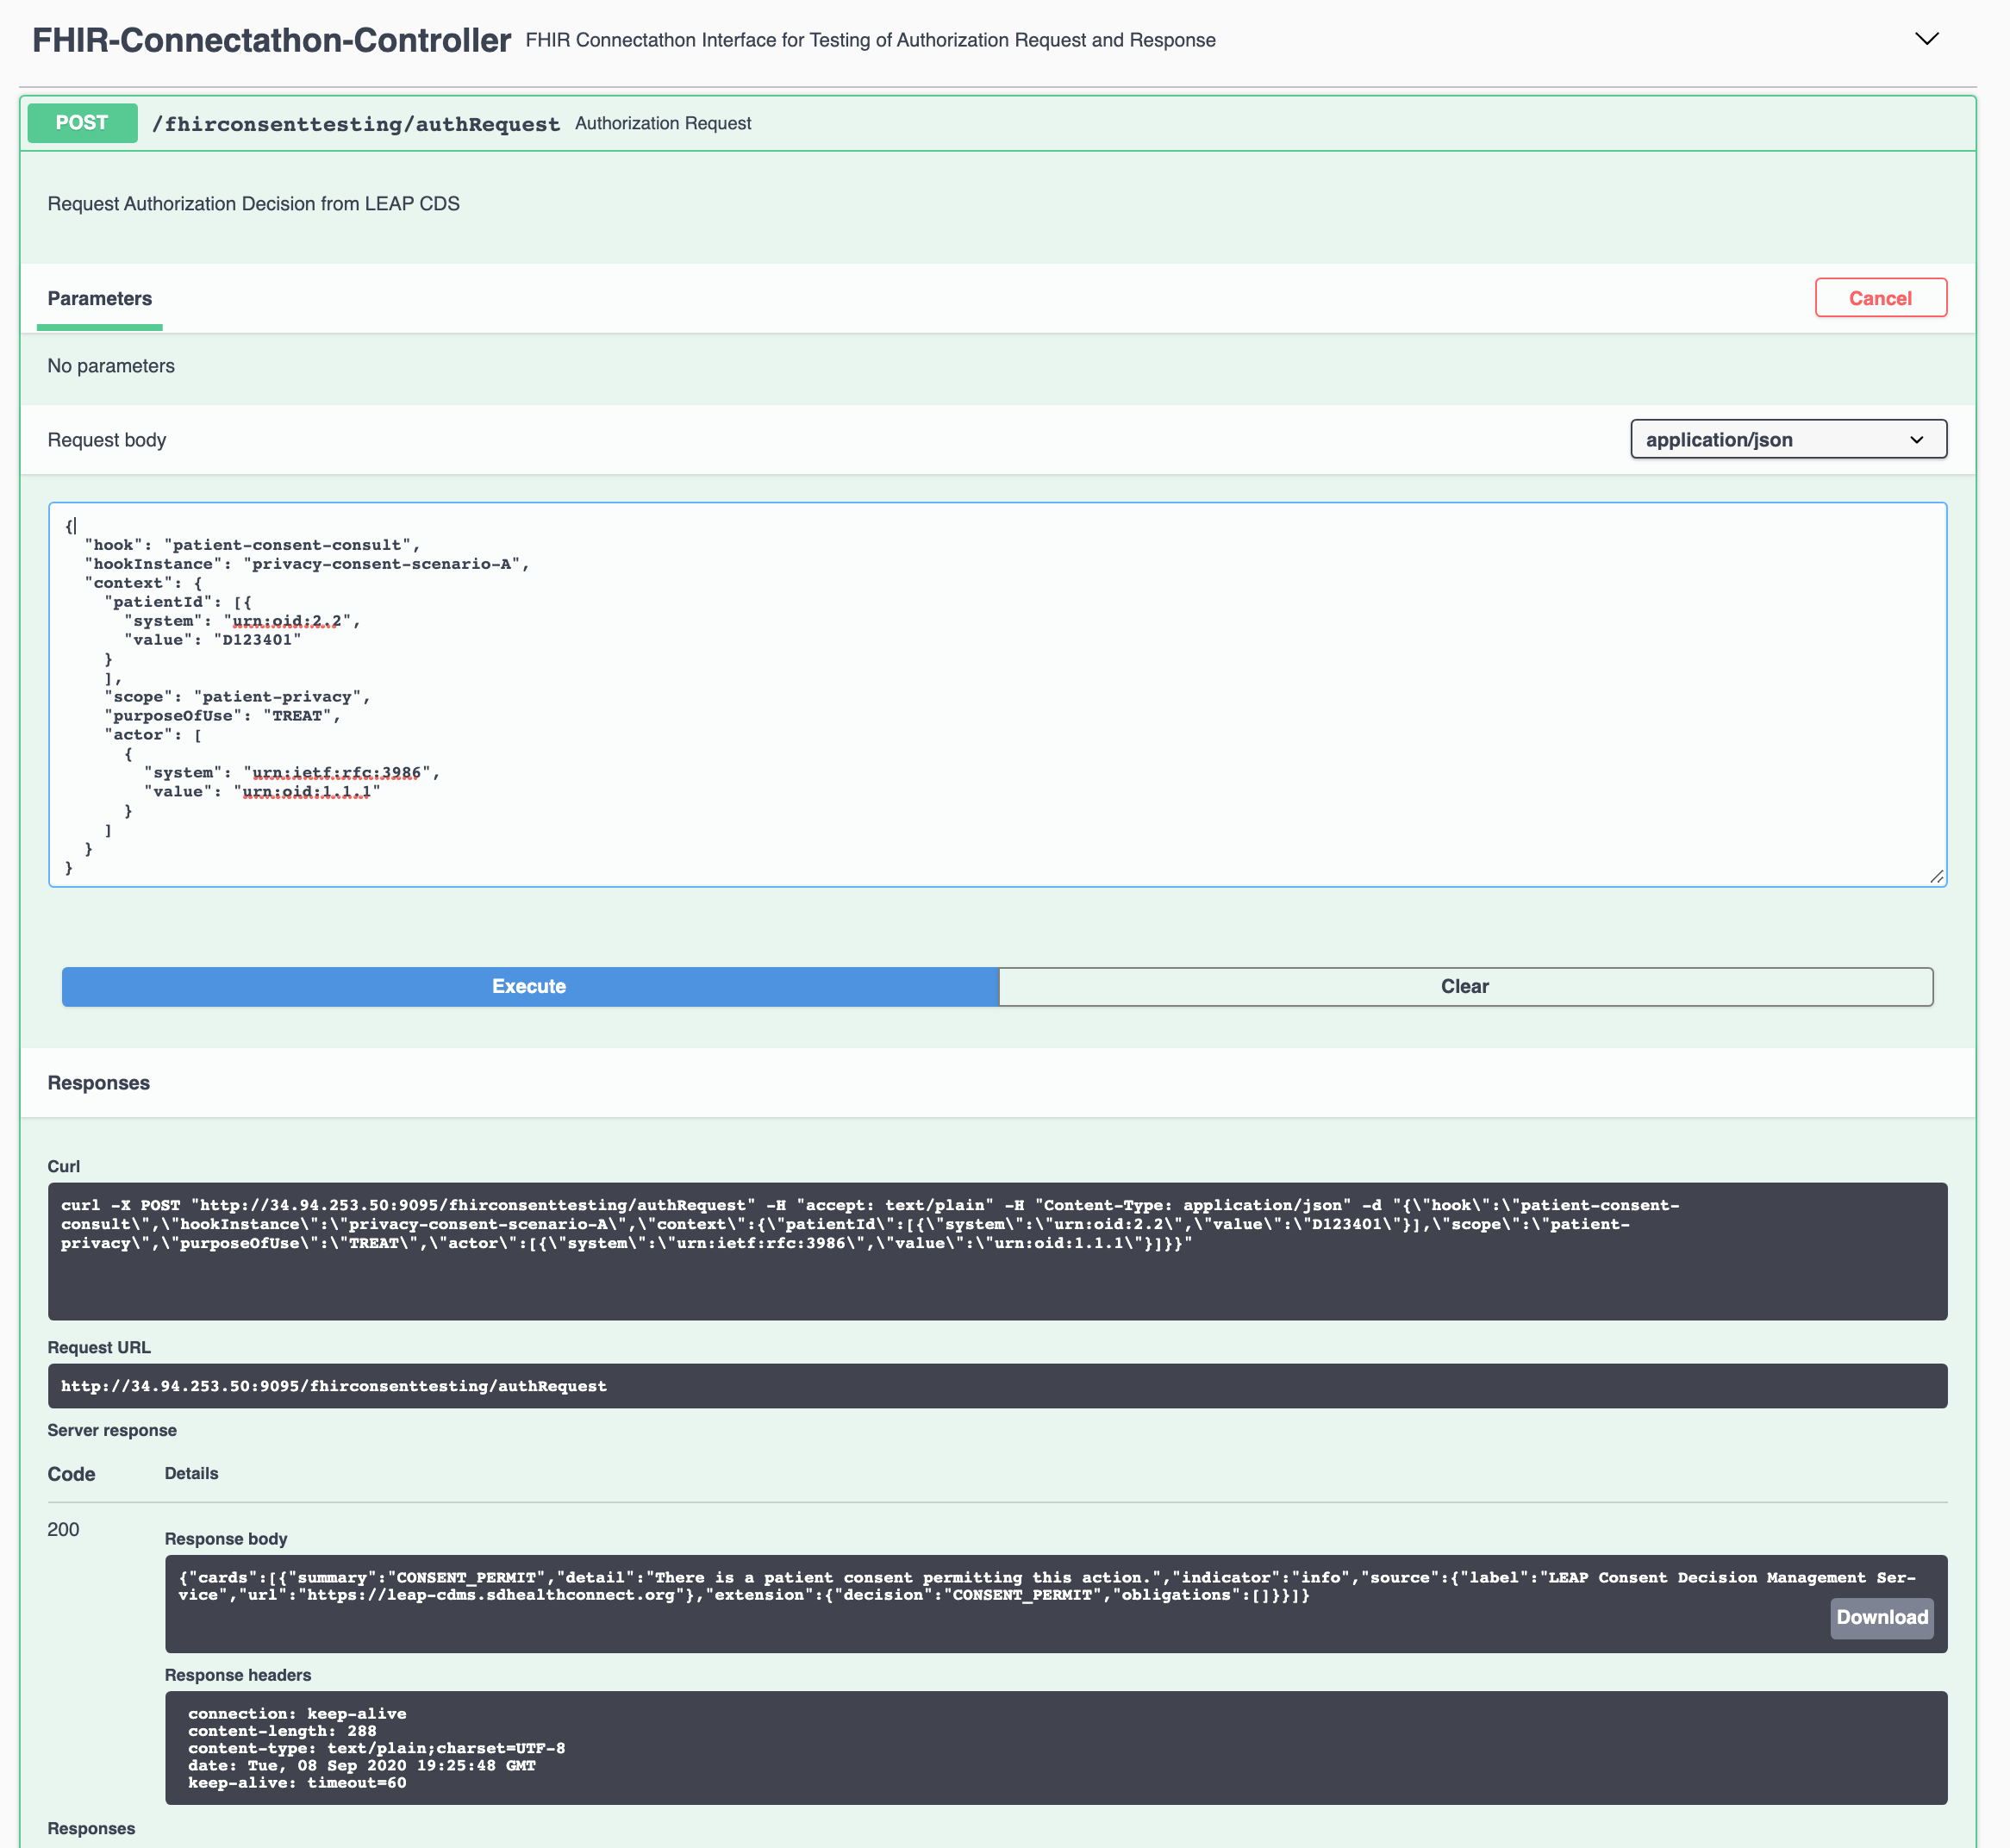 FHIR-Connectathon-Controller FHIR Connectathon Interface for Testing of Authorization Request and Response
POST /fhirconsenttesting/authRequest Authorization Request
Request Authorization Decision from LEAP CDS
Parameters
Cancel
No parameters
Request body
application/json
{
"hook": "patient-consent-consult",
"hookInstance": "privacy-consent-scenario-A",
"context": {
"patientId": [{
"system": "urn:oid:2.2",
"value": "D123401"
}
],
"scope": "patient-privacy",
"purposeOfUse": "TREAT",
"actor": [
{
"system": "urn:ietf:rfc:3986",
"value": "urn:oid:1.1.1"
}
]
}
}
Execute
Clear
Responses
Curl
curl -X POST "http://34.94.253.50:9095/fhirconsenttesting/authRequest" -H "accept: text/plain" -H "Content-Type: application/json" -d "{\"hook\":\"patient-consent-
consult\",\"hookInstance\":\"privacy-consent-scenario-A\",\"context\":{\"patientId\":[{\"system\":\"urn:oid:2.2\",\"value\":\"D123401\"}],\"scope\":\"patient-
privacy\",\"purposeOfUse\":\"TREAT\",\"actor\":[{\"system\":\"urn:ietf:rfc:3986\",\"value\":\"urn:oid:1.1.1\"}]}}"
Request URL
http://34.94.253.50:9095/fhirconsenttesting/authRequest
Server response
Code Details
200
Response body
{"cards":[{"summary":"CONSENT_PERMIT","detail":"There is a patient consent permitting this action.","indicator":"info","source":{"label":"LEAP Consent Decision Management Ser-
vice","url":"https://leap-cdms.sdhealthconnect.org"},"extension":{"decision":"CONSENT_PERMIT","obligations":[]}}]}
Download
Response headers
connection: keep-alive
content-length: 288
content-type: text/plain;charset=UTF-8
date: Tue, 08 Sep 2020 19:25:48 GMT
keep-alive: timeout=60
Responses